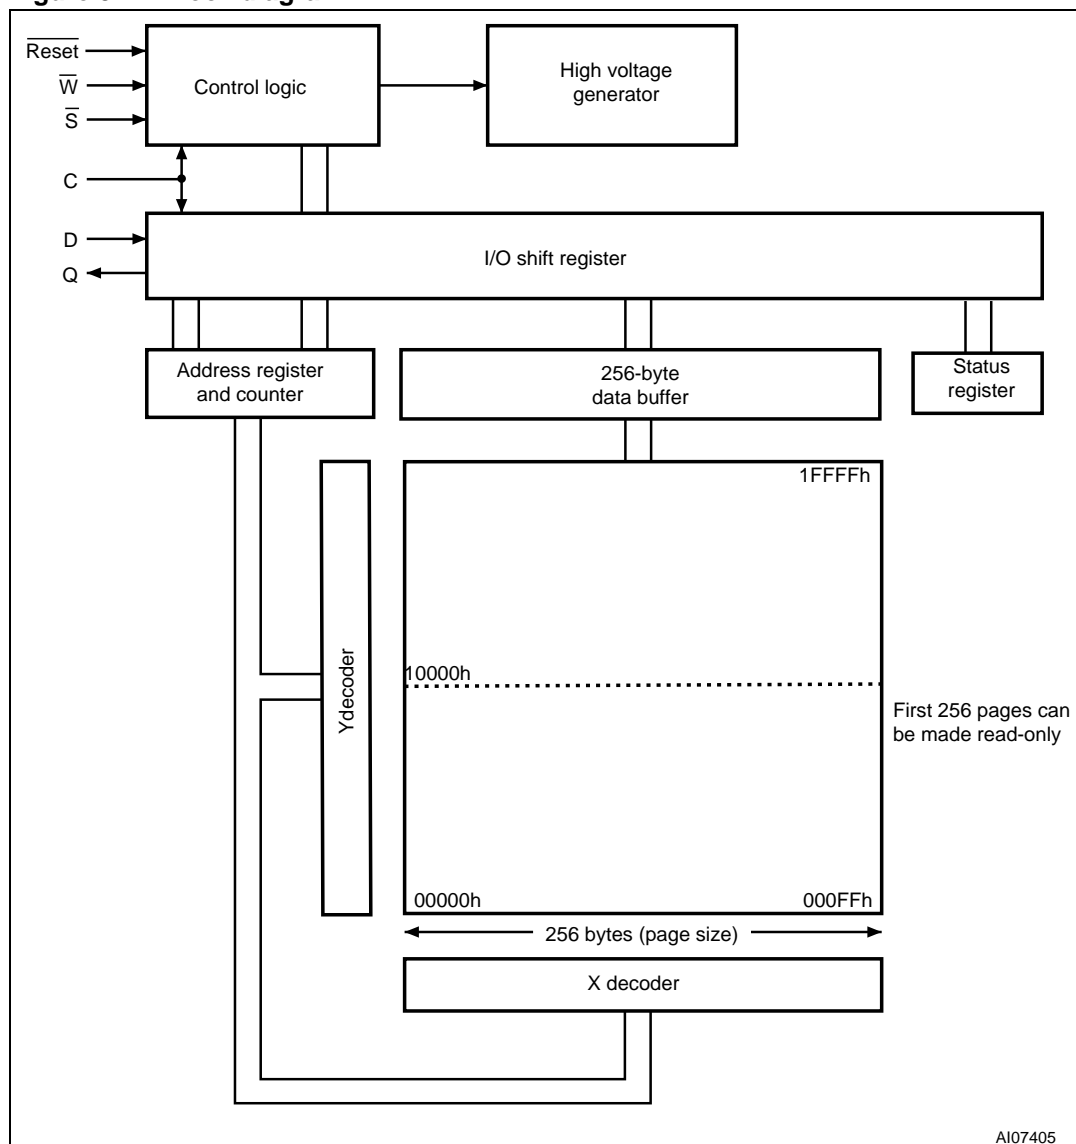 Reset
W
S
Control logic
High voltage
generator
C
D
Q
I/O shift register
Address register
and counter
256-byte
data buffer
Status
register
1FFFFh
Ydecoder
10000h
First 256 pages can
be made read-only
00000h
000FFh
256 bytes (page size)
X decoder
AI07405